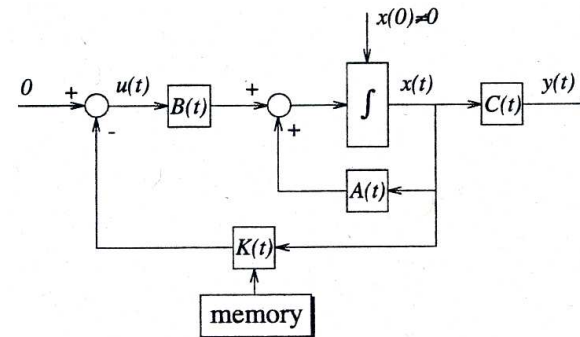 x(0)≠0
0
+
u(t)
B(t)
+
∫
x(t)
C(t)
y(t)
-
+
A(t)
K(t)
memory